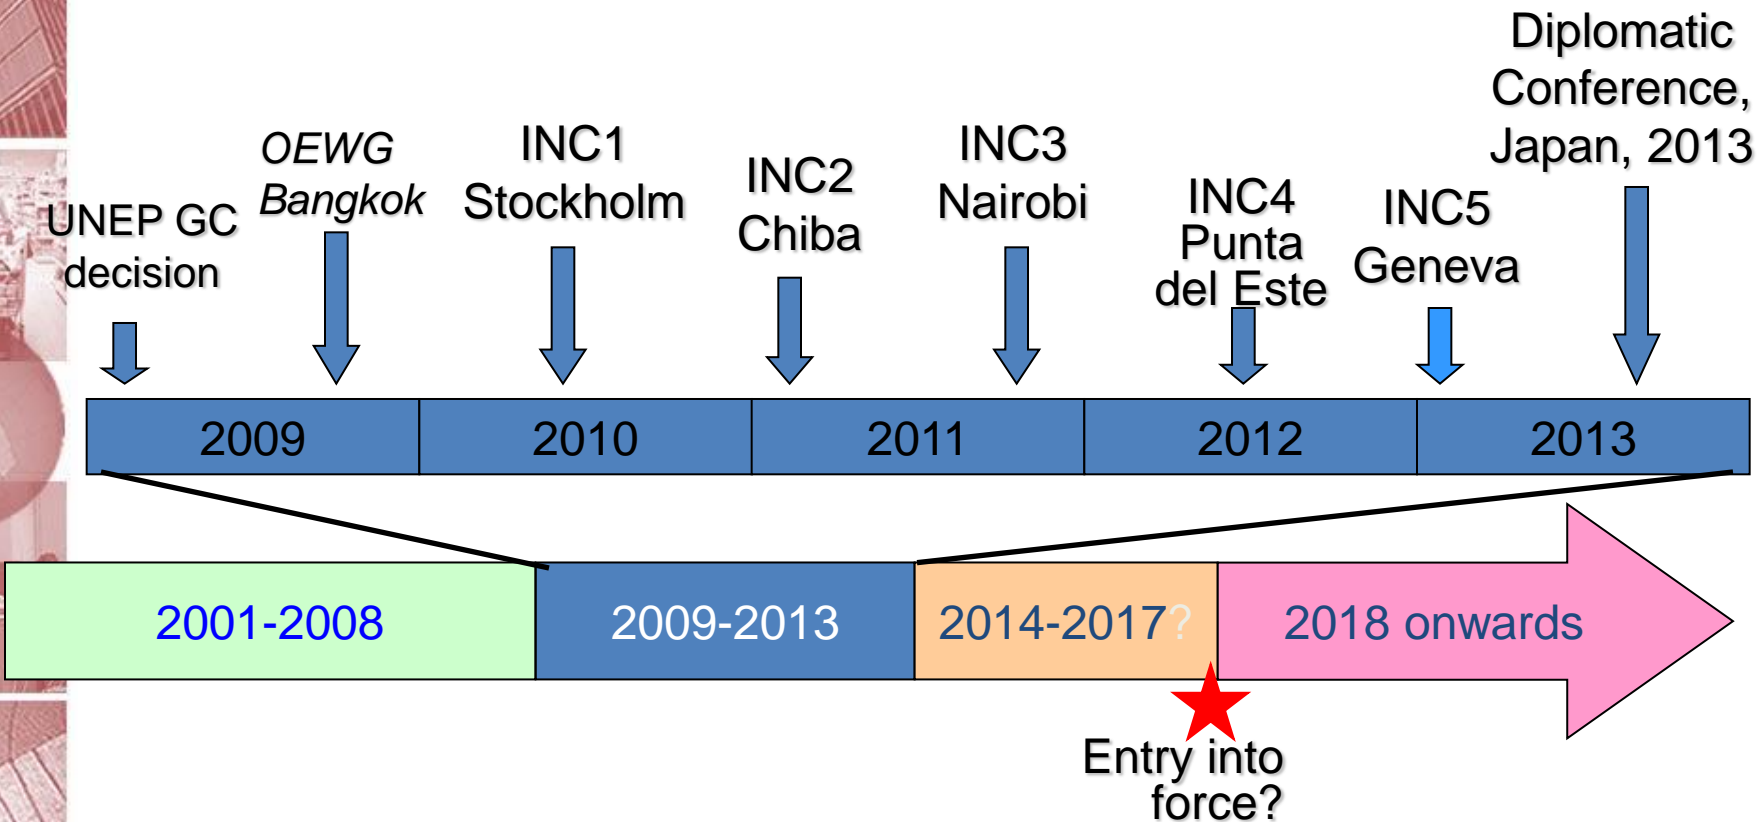 UNEP GC
decision
OEWG
Bangkok
INC1
Stockholm
INC2
Chiba
INC3
Nairobi
INC4
Punta
del Este
INC5
Geneva
Diplomatic
Conference,
Japan, 2013
2009
2010
2011
2012
2013
2001-2008
2009-2013
2014-2017?
2018 onwards
Entry into
force?